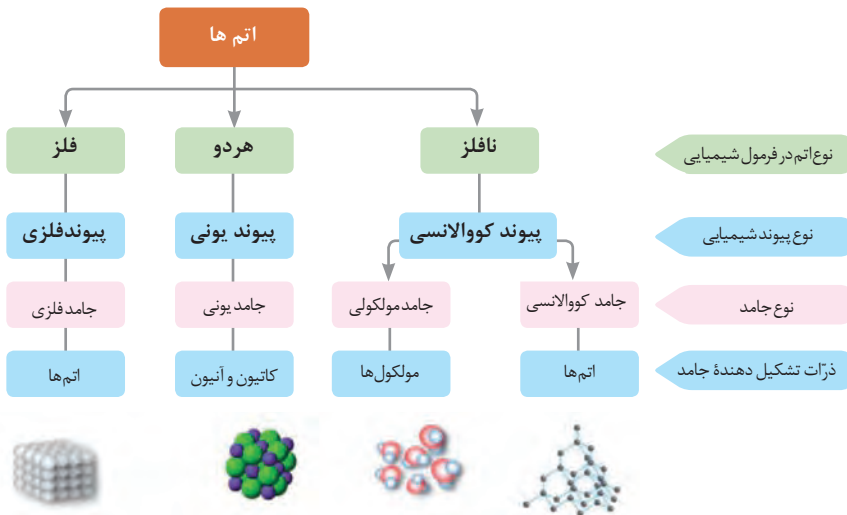 اتم ها
نوع اتم در فرمول شیمیایی
نافلز
هردو
فلز
نوع پیوند شیمیایی
پیوند کووالانسی
پیوند یونی
پیوند فلزی
نوع جامد
جامد کووالانسی
جامد مولکولی
جامد یونی
جامد فلزی
ذرّات تشکیل دهندهٔ جامد
اتم‌ها
مولکول‌ها
کاتیون و آنیون
اتم‌ها